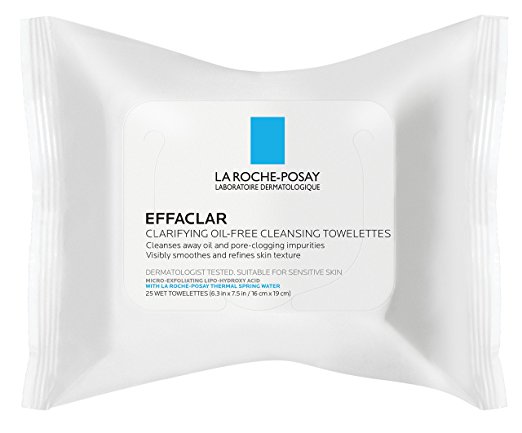 LA ROCHE-POSAY
LABORATOIRE DERMATOLOGIQUE
EFFACLAR
CLARIFYING OIL-FREE CLEANSING TOWELETTES
Cleanses away oil and pore-clogging impurities
Visibly smoothes and refines skin texture
DERMATOLOGIST TESTED. SUITABLE FOR SENSITIVE SKIN
MICRO-EXFOLIATING LIPO-HYDROXY ACID
WITH LA ROCHE-POSAY THERMAL SPRING WATER
25 WET TOWELETTES (6.3 in x 7.5 in / 16 cm x 19 cm)